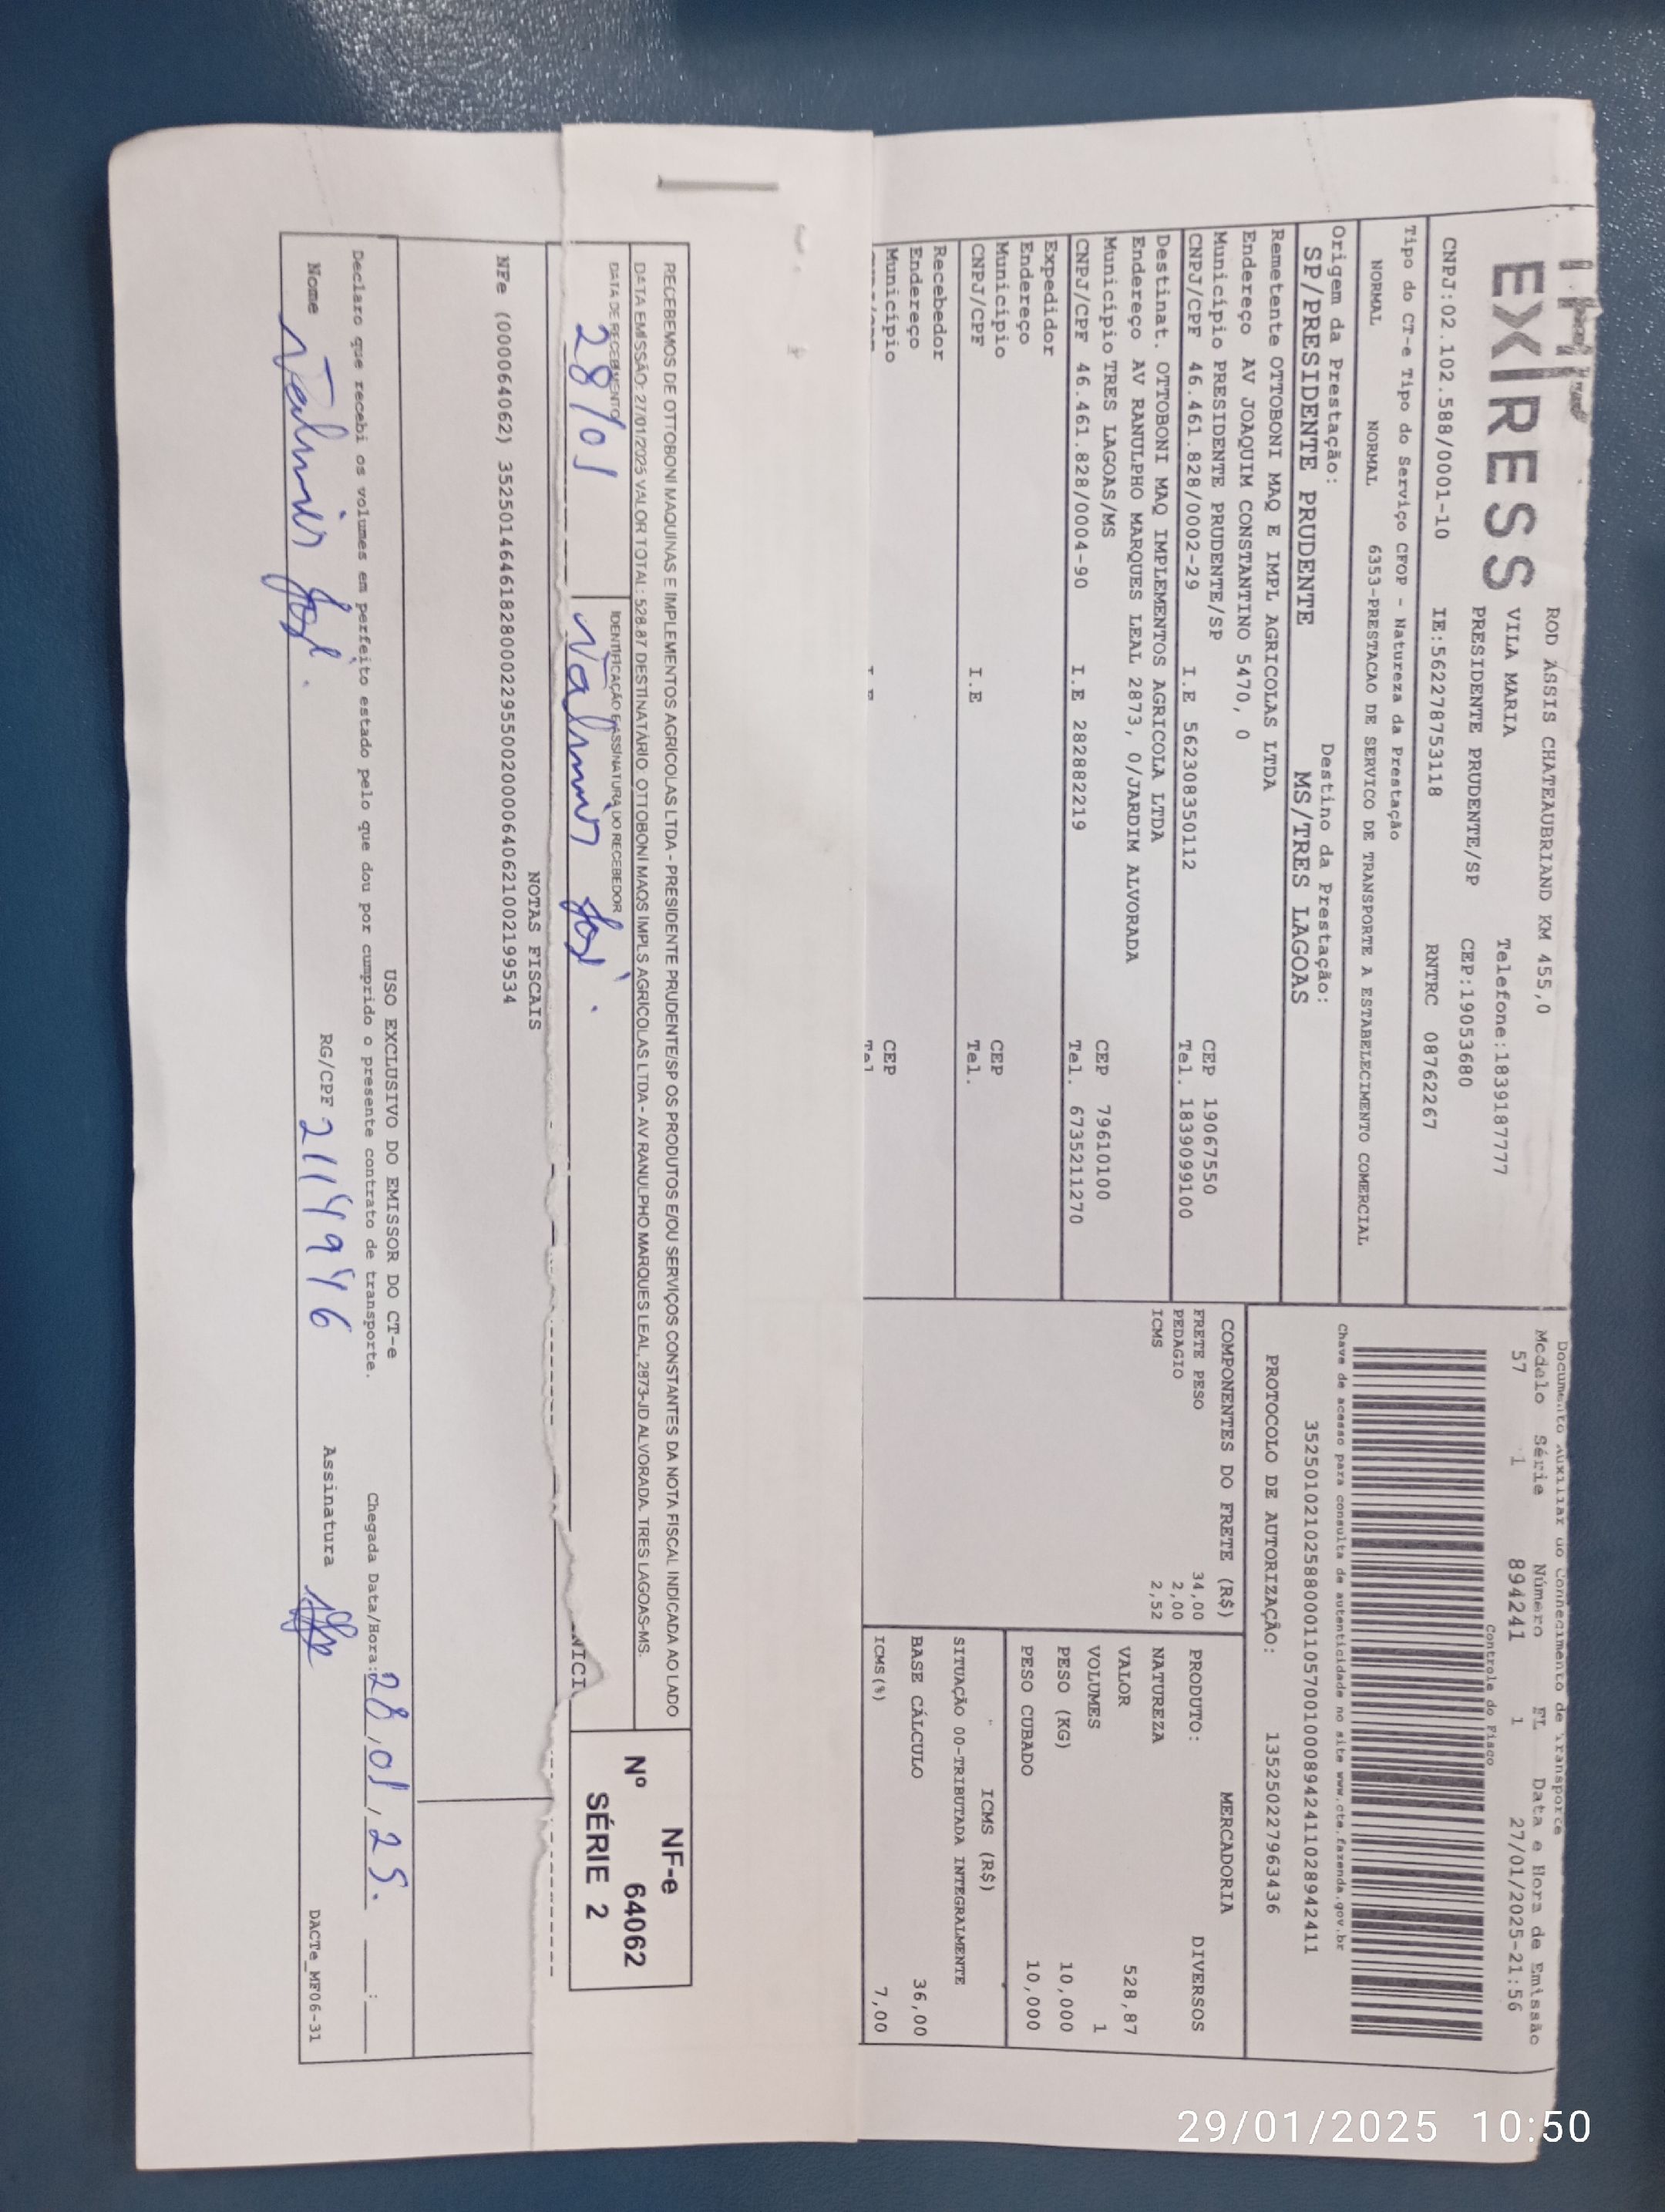 EXPRESS
ROD ASSIS CHATEAUBRIAND KM 455,0
VILA MARIA
Telefone:1839187777
PRESIDENTE PRUDENTE/SP
CEP:19053680
CNPJ:02.102.588/0001-10
IE:562278753118
RNTRC 08762267
Documento Auxiliar do Conhecimento de Transporte
Modalo Série Número FL Data e Hora de Emissão
57 1 894241 1 27/01/2025-21:56
Controle do Fisco
Chave de acesso para consulta de autenticidade no site www.cte.fazenda.gov.br
35250102102588000110570010008942411028942411
PROTOCOLO DE AUTORIZAÇÃO: 135250227963436
Tipo do CT-e Tipo do Serviço CFOP - Natureza da Prestação
NORMAL NORMAL 6353-PRESTACAO DE SERVICO DE TRANSPORTE A ESTABELECIMENTO COMERCIAL
Origem da Prestação: Destino da Prestação:
SP/PRESIDENTE PRUDENTE MS/TRES LAGOAS
Remetente OTTOBONI MAQ E IMPL AGRICOLAS LTDA
Endereço AV JOAQUIM CONSTANTINO 5470, 0
Município PRESIDENTE PRUDENTE/SP CEP 19067550
CNPJ/CPF 46.461.828/0002-29 I.E 562308350112 Tel. 1839099100
Destinat. OTTOBONI MAQ IMPLEMENTOS AGRICOLA LTDA
Endereço AV RANULPHO MARQUES LEAL 2873, 0/JARDIM ALVORADA
Município TRES LAGOAS/MS CEP 79610100
CNPJ/CPF 46.461.828/0004-90 I.E 282882219 Tel. 6735211270
Expedidor
Endereço
Município CEP
CNPJ/CPF I.E Tel.
Recebedor
Endereço
Município CEP
Tel
COMPONENTES DO FRETE (R$)
FRETE PESO 34,00
PEDAGIO 2,00
ICMS 2,52
MERCADORIA
PRODUTO: DIVERSOS
NATUREZA
VALOR 528,87
VOLUMES 1
PESO (KG) 10,000
PESO CUBADO 10,000
ICMS (R$)
SITUAÇÃO 00-TRIBUTADA INTEGRALMENTE
BASE CÁLCULO 36,00
ICMS(%) 7,00
RECEBEMOS DE OTTOBONI MAQUINAS E IMPLEMENTOS AGRICOLAS LTDA - PRESIDENTE PRUDENTE/SP OS PRODUTOS E/OU SERVIÇOS CONSTANTES DA NOTA FISCAL INDICADA AO LADO
DATA EMISSÃO: 27/01/2025 VALOR TOTAL: 528.87 DESTINATÁRIO: OTTOBONI MAQS IMPLS AGRICOLAS LTDA - AV RANULPHO MARQUES LEAL, 2873-JD ALVORADA. TRES LAGOAS-MS.
DATA DE RECEBIMENTO
28/01
IDENTIFICAÇÃO E ASSINATURA DO RECEBEDOR
Valmir José.
NF-e
Nº 64062
SÉRIE 2
NICI
NOTAS FISCAIS
NFe (000064062) 35250146461828000229550020000640621002199534
USO EXCLUSIVO DO EMISSOR DO CT-e
Declaro que recebi os volumes em perfeito estado pelo que dou por cumprido o presente contrato de transporte. Chegada Data/Hora: 28/01/25.
Nome Valmir José. RG/CPF 21149946 Assinatura
DACTe_MF06-31
29/01/2025 10:50